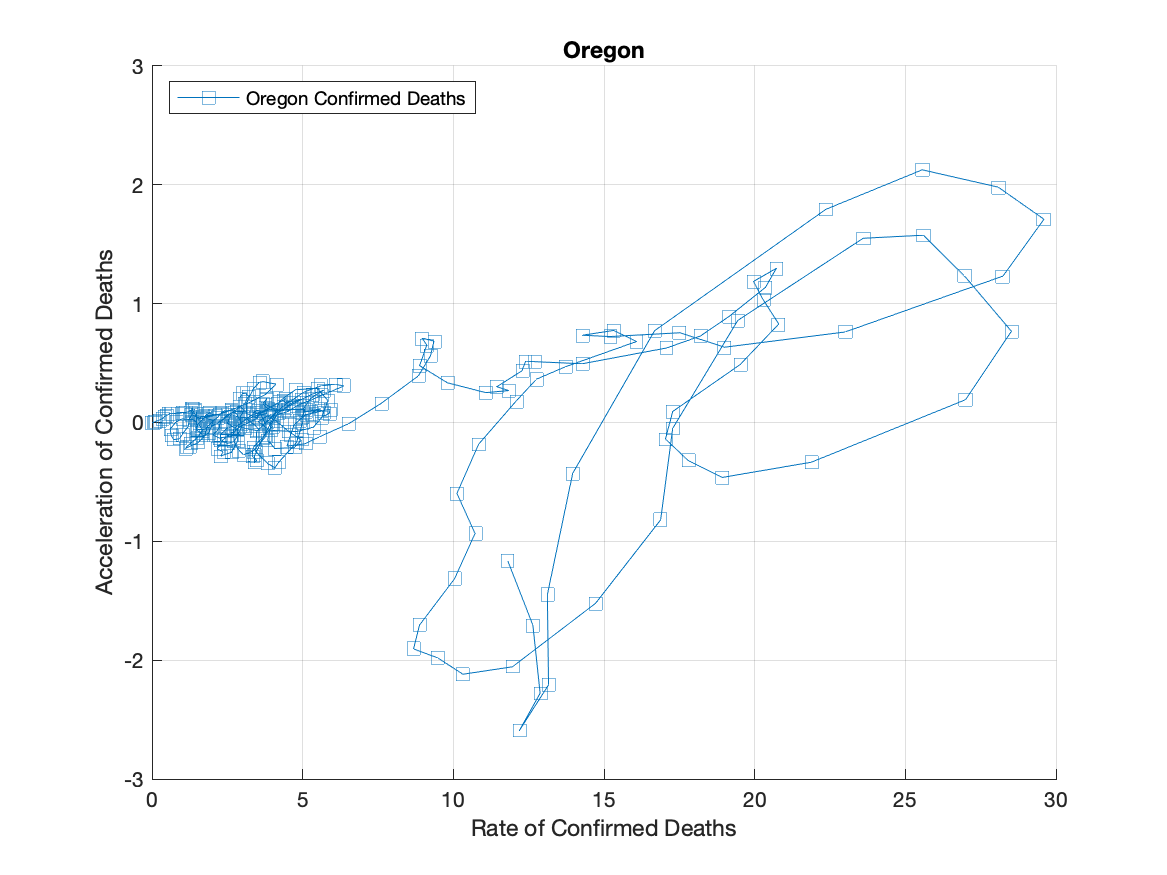 Oregon
Oregon Confirmed Deaths
3
2
1
0
-1
-2
-3
Acceleration of Confirmed Deaths
0 5 10 15 20 25 30
Rate of Confirmed Deaths